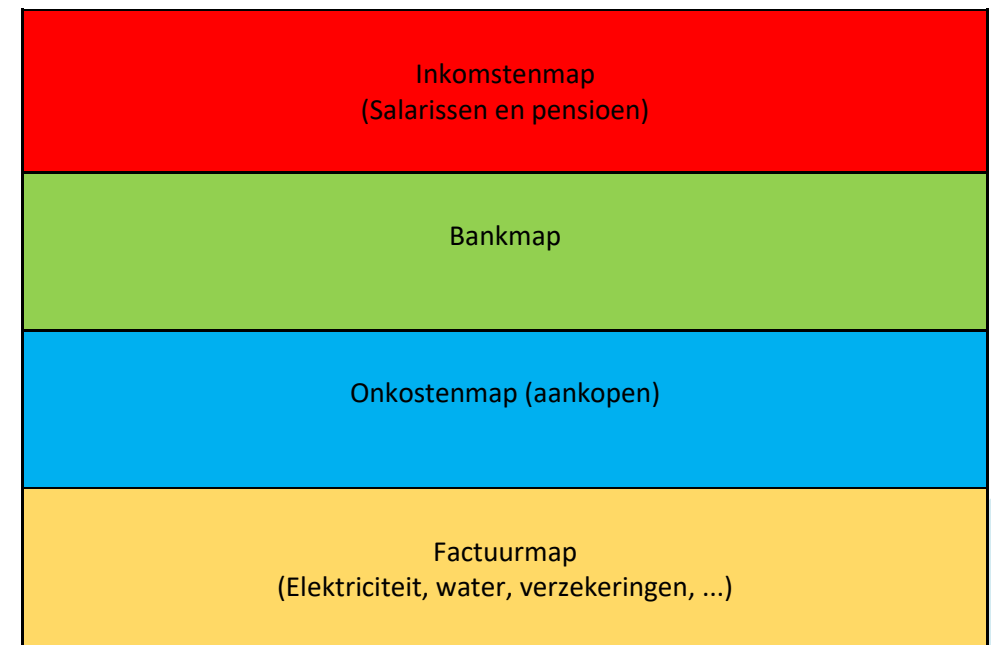 Inkomstenmap
(Salarissen en pensioen)
Bankmap
Onkostenmap (aankopen)
Factuurmap
(Elektriciteit, water, verzekeringen, ...)